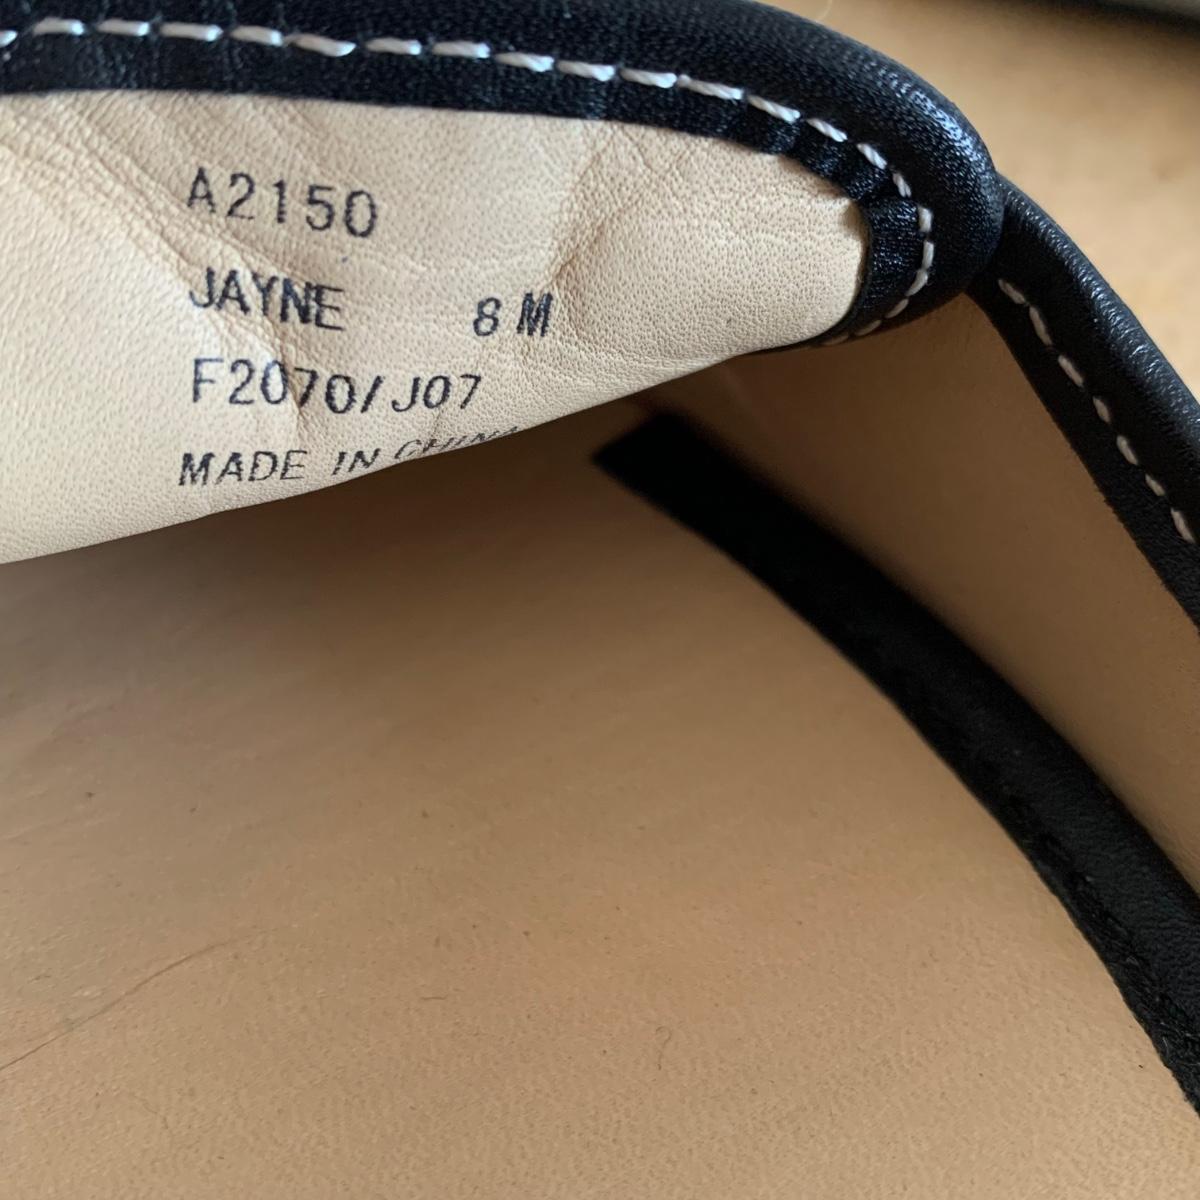 A2150
JAYNE 8 M
F2070/J07
MADE IN CHINA